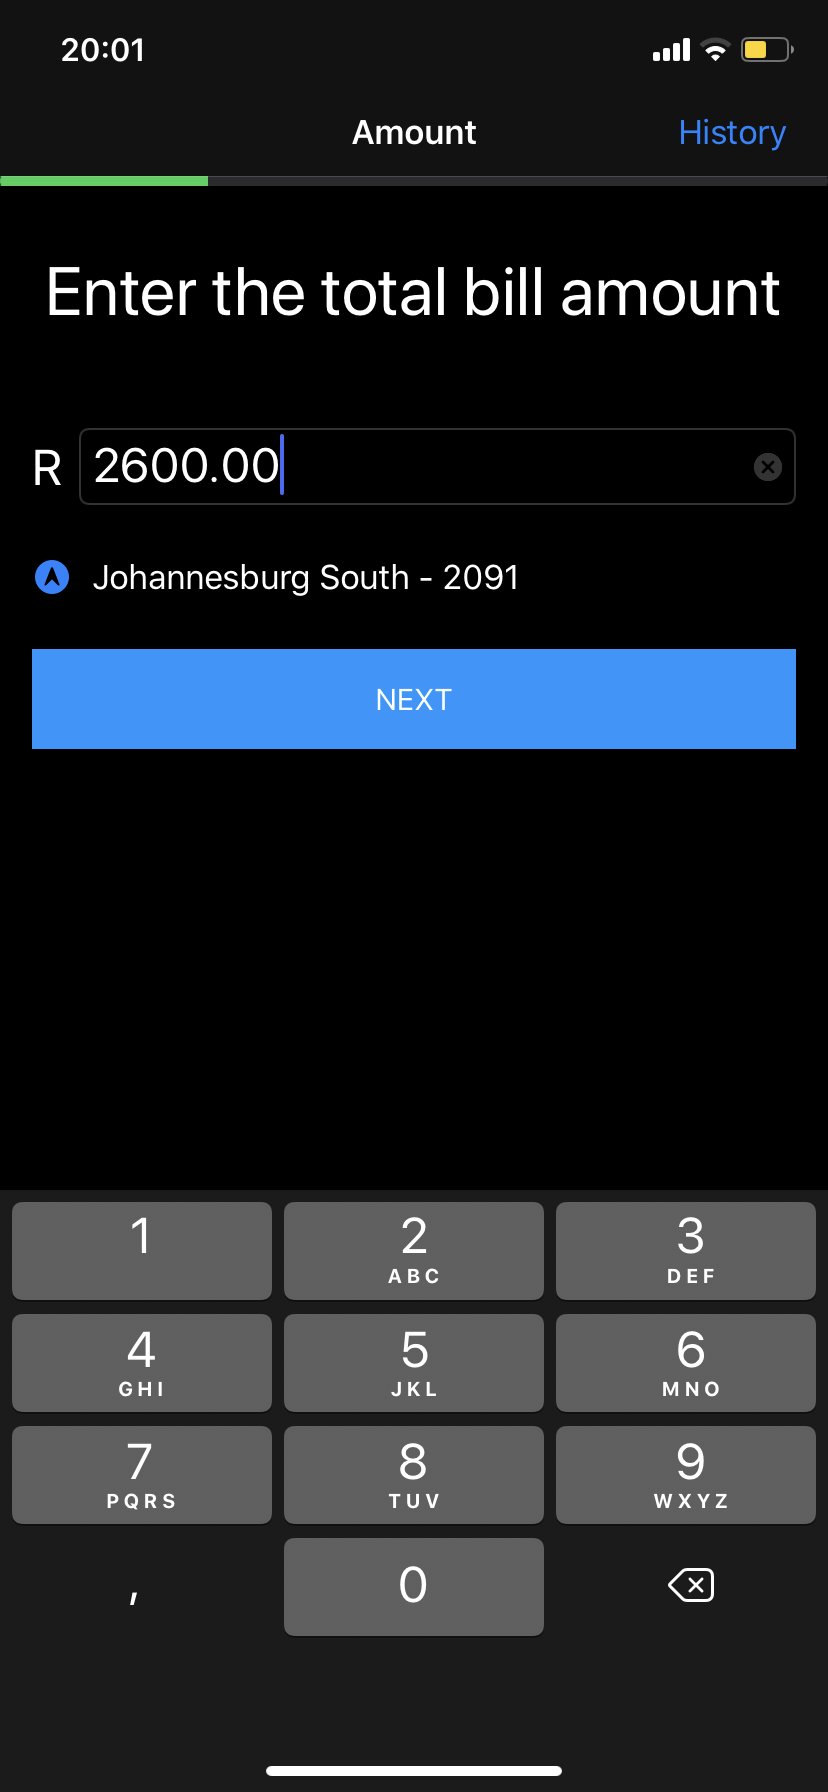 20:01
Amount
History
Enter the total bill amount
R 2600.00
Johannesburg South - 2091
NEXT
1
2
ABC
3
DEF
4
GHI
5
JKL
6
MNO
7
PQRS
8
TUV
9
WXYZ
,
0